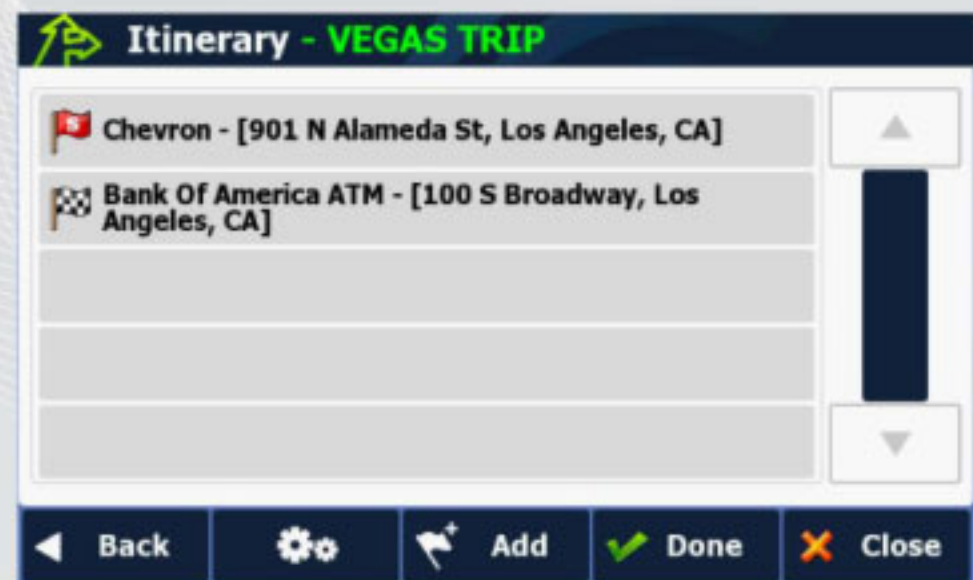 Itinerary - VEGAS TRIP
S
Chevron - [901 N Alameda St, Los Angeles, CA]
Bank Of America ATM - [100 S Broadway, Los
Angeles, CA]
Back
Add
Done
Close